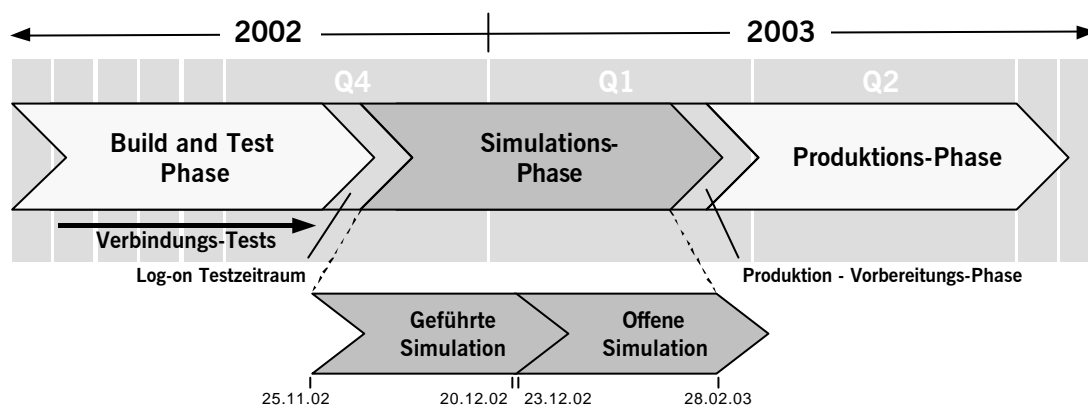 2002
2003
Q4
Q1
Q2
Build and Test
Phase
Simulations-
Phase
Produktions-Phase
Verbindungs-Tests
Log-on Testzeitraum
Produktion - Vorbereitungs-Phase
Geführte
Simulation
Offene
Simulation
25.11.02
20.12.02
23.12.02
28.02.03